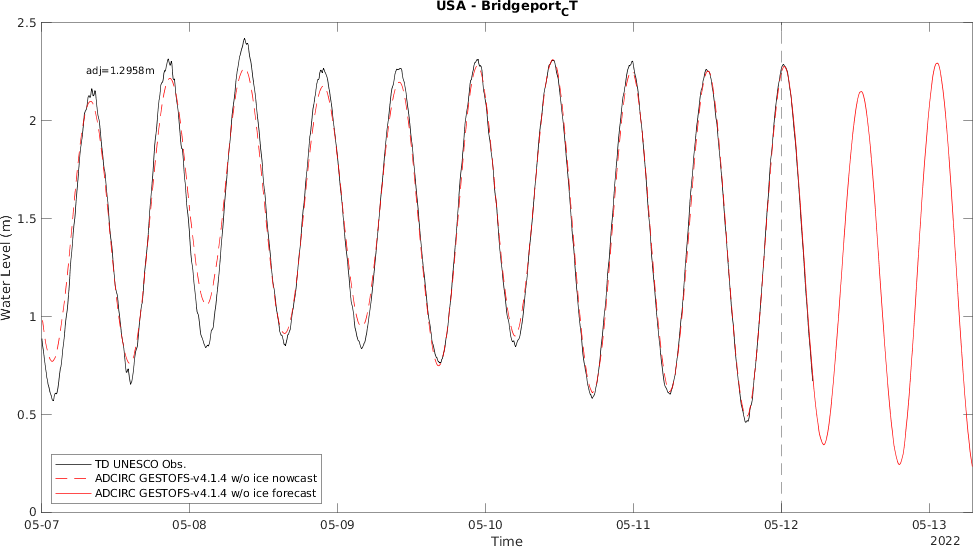 USA - Bridgeport_CT
2.5
adj=1.2958m
2
1.5
Water Level (m)
1
0.5
TD UNESCO Obs.
ADCIRC GESTOFS-v4.1.4 w/o ice nowcast
ADCIRC GESTOFS-v4.1.4 w/o ice forecast
0
05-07 05-08 05-09 05-10 05-11 05-12 05-13
Time
2022